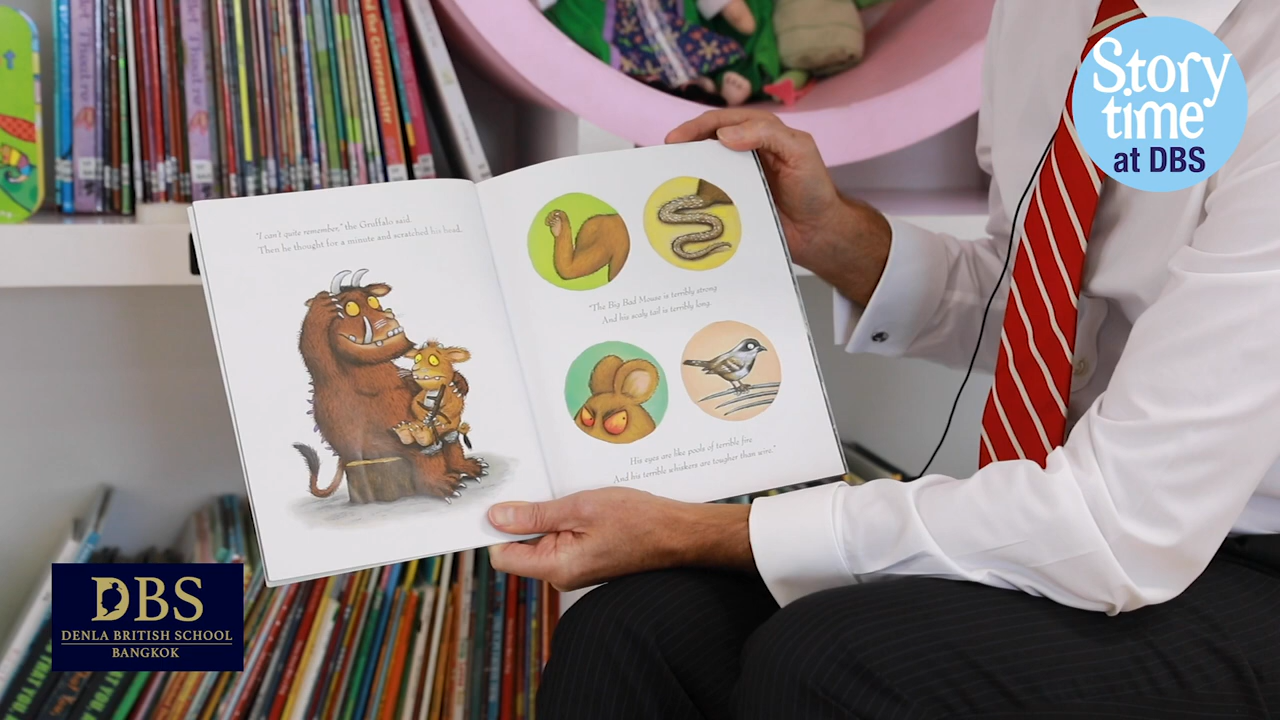 Story
time
at DBS
"I can't quite remember," the Gruffalo said.
Then he thought for a minute and scratched his head.
"The Big Bad Mouse is terribly strong
And his scaly tail is terribly long.
His eyes are like pools of terrible fire
And his terrible whiskers are tougher than wire."
DBS
DENLA BRITISH SCHOOL
BANGKOK